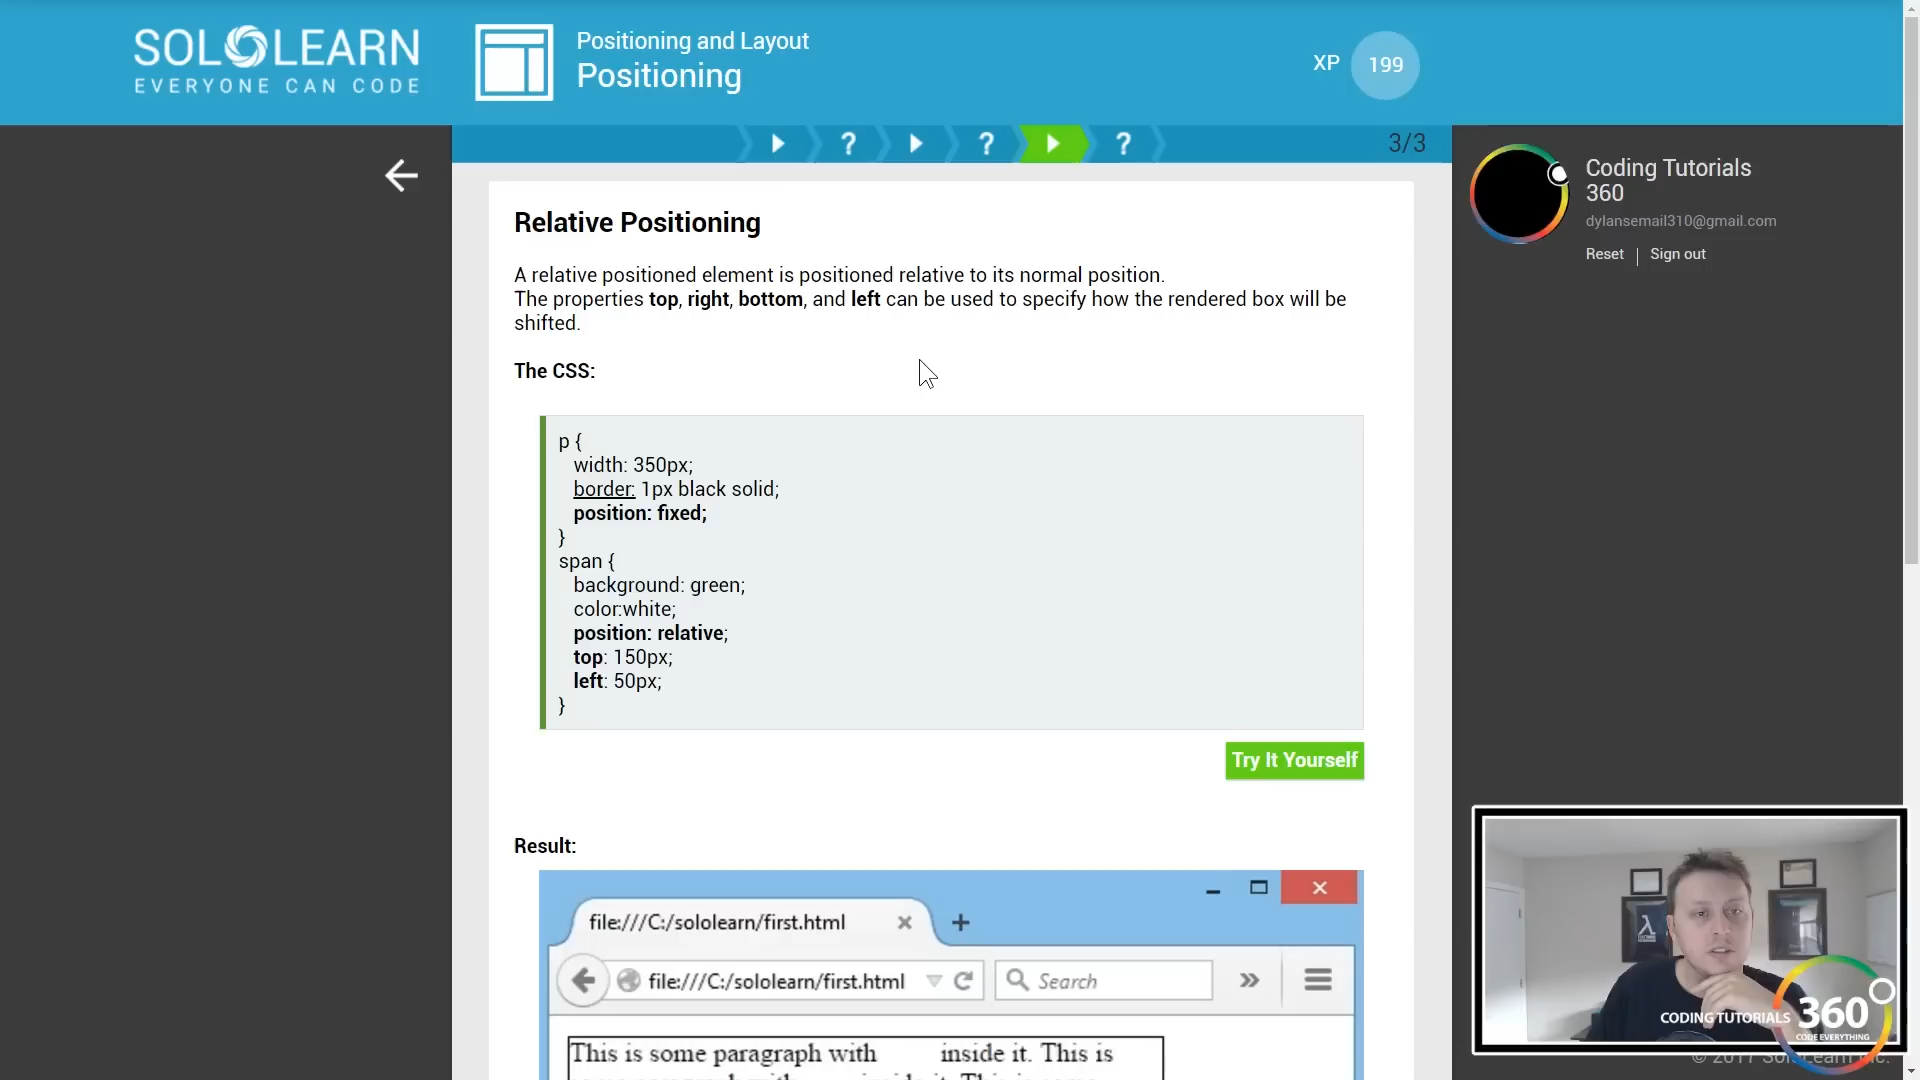 SOLOLEARN
EVERYONE CAN CODE
Positioning and Layout
Positioning
XP 199
? ? ? 3/3
Coding Tutorials
360
dylansemail310@gmail.com
Reset | Sign out
Relative Positioning
A relative positioned element is positioned relative to its normal position.
The properties top, right, bottom, and left can be used to specify how the rendered box will be
shifted.
The CSS:
p {
width: 350px;
border: 1px black solid;
position: fixed;
}
span {
background: green;
color:white;
position: relative;
top: 150px;
left: 50px;
}
Try It Yourself
Result:
file:///C:/sololearn/first.html
file:///C:/sololearn/first.html
Search
This is some paragraph with inside it. This is
CODING TUTORIALS 360
CODE EVERYTHING
© 2017 SoloLearn Inc.